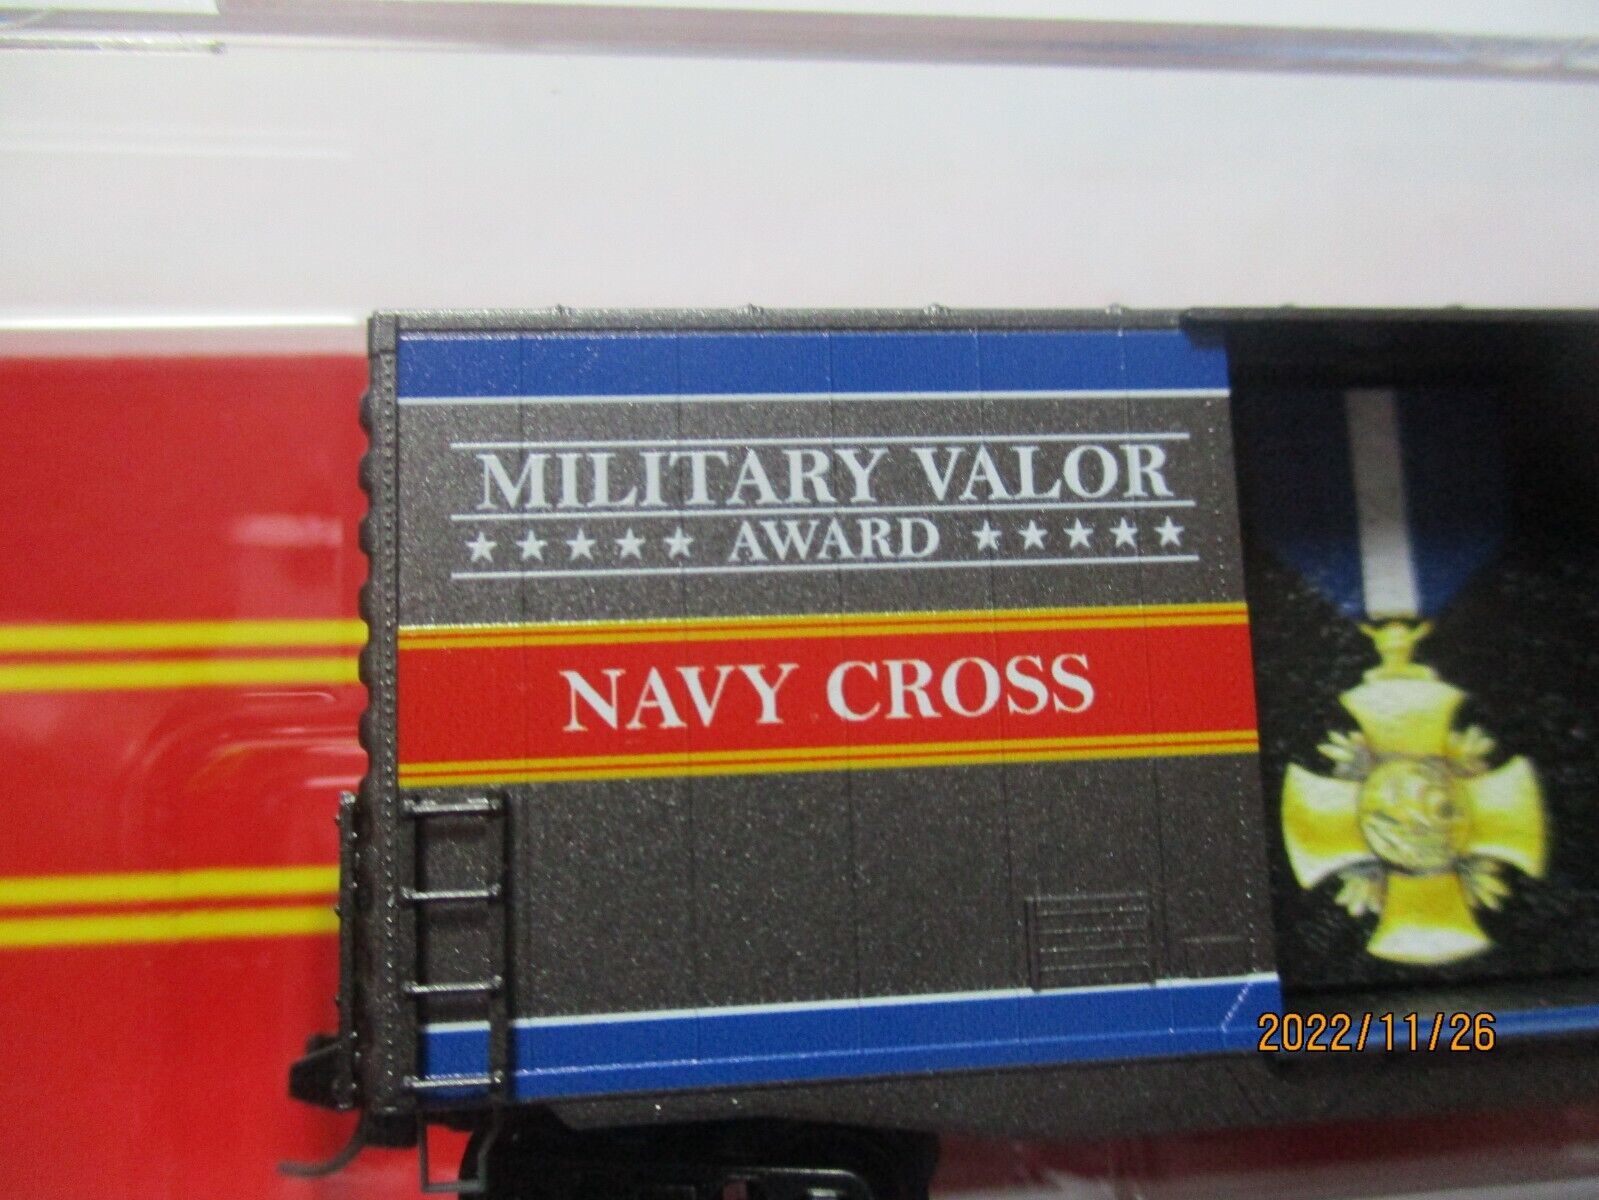 MILITARY VALOR
★★★★★ AWARD ★★★★★
NAVY CROSS
2022/11/26